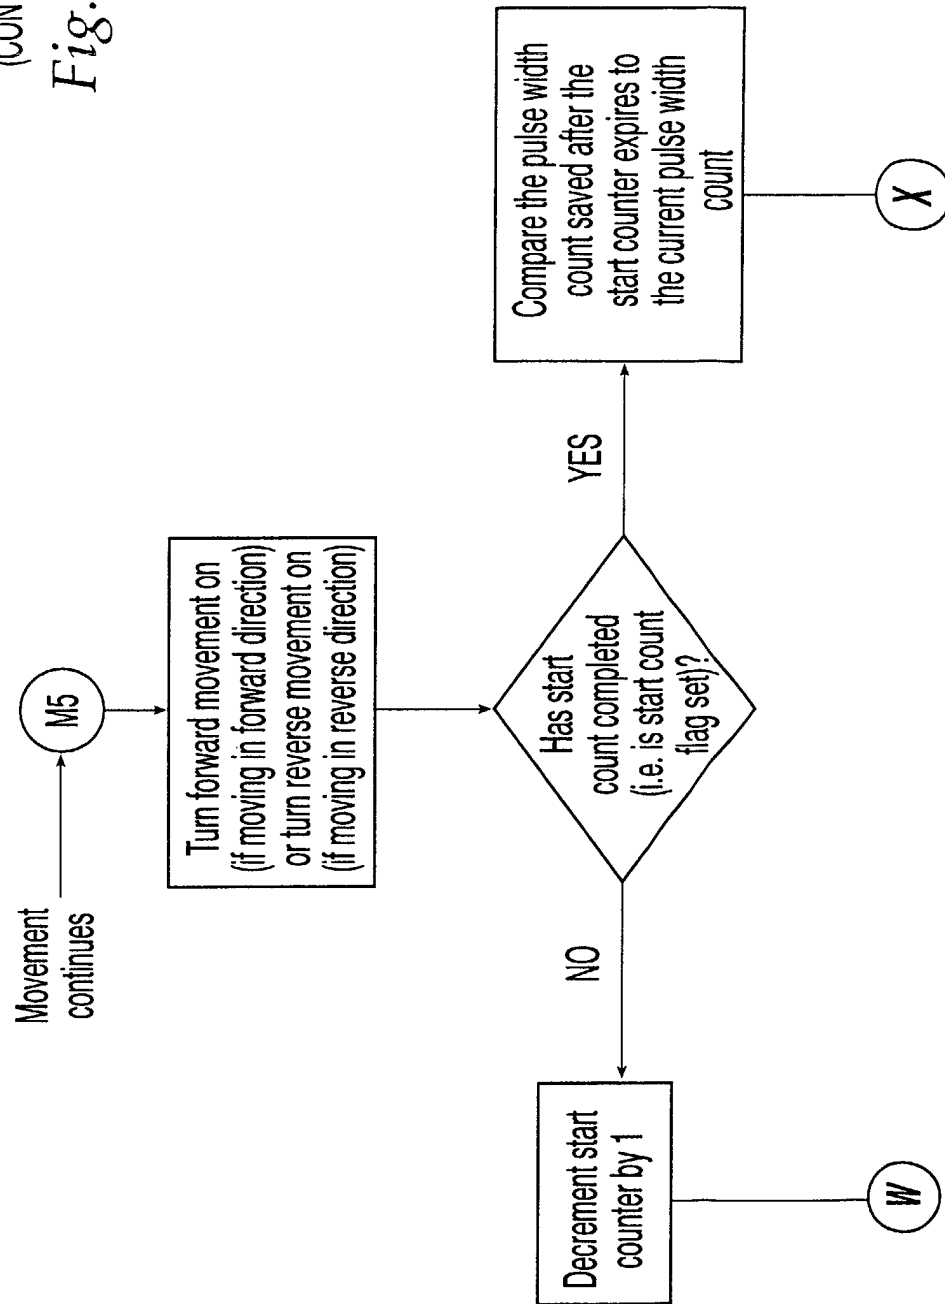 (CON
Fig.
Movement
continues
M5
Turn forward movement on
(if moving in forward direction)
or turn reverse movement on
(if moving in reverse direction)
Has start
count completed
(i.e. is start count
flag set)?
NO
YES
Decrement start
counter by 1
Compare the pulse width
count saved after the
start counter expires to
the current pulse width
count
W
X